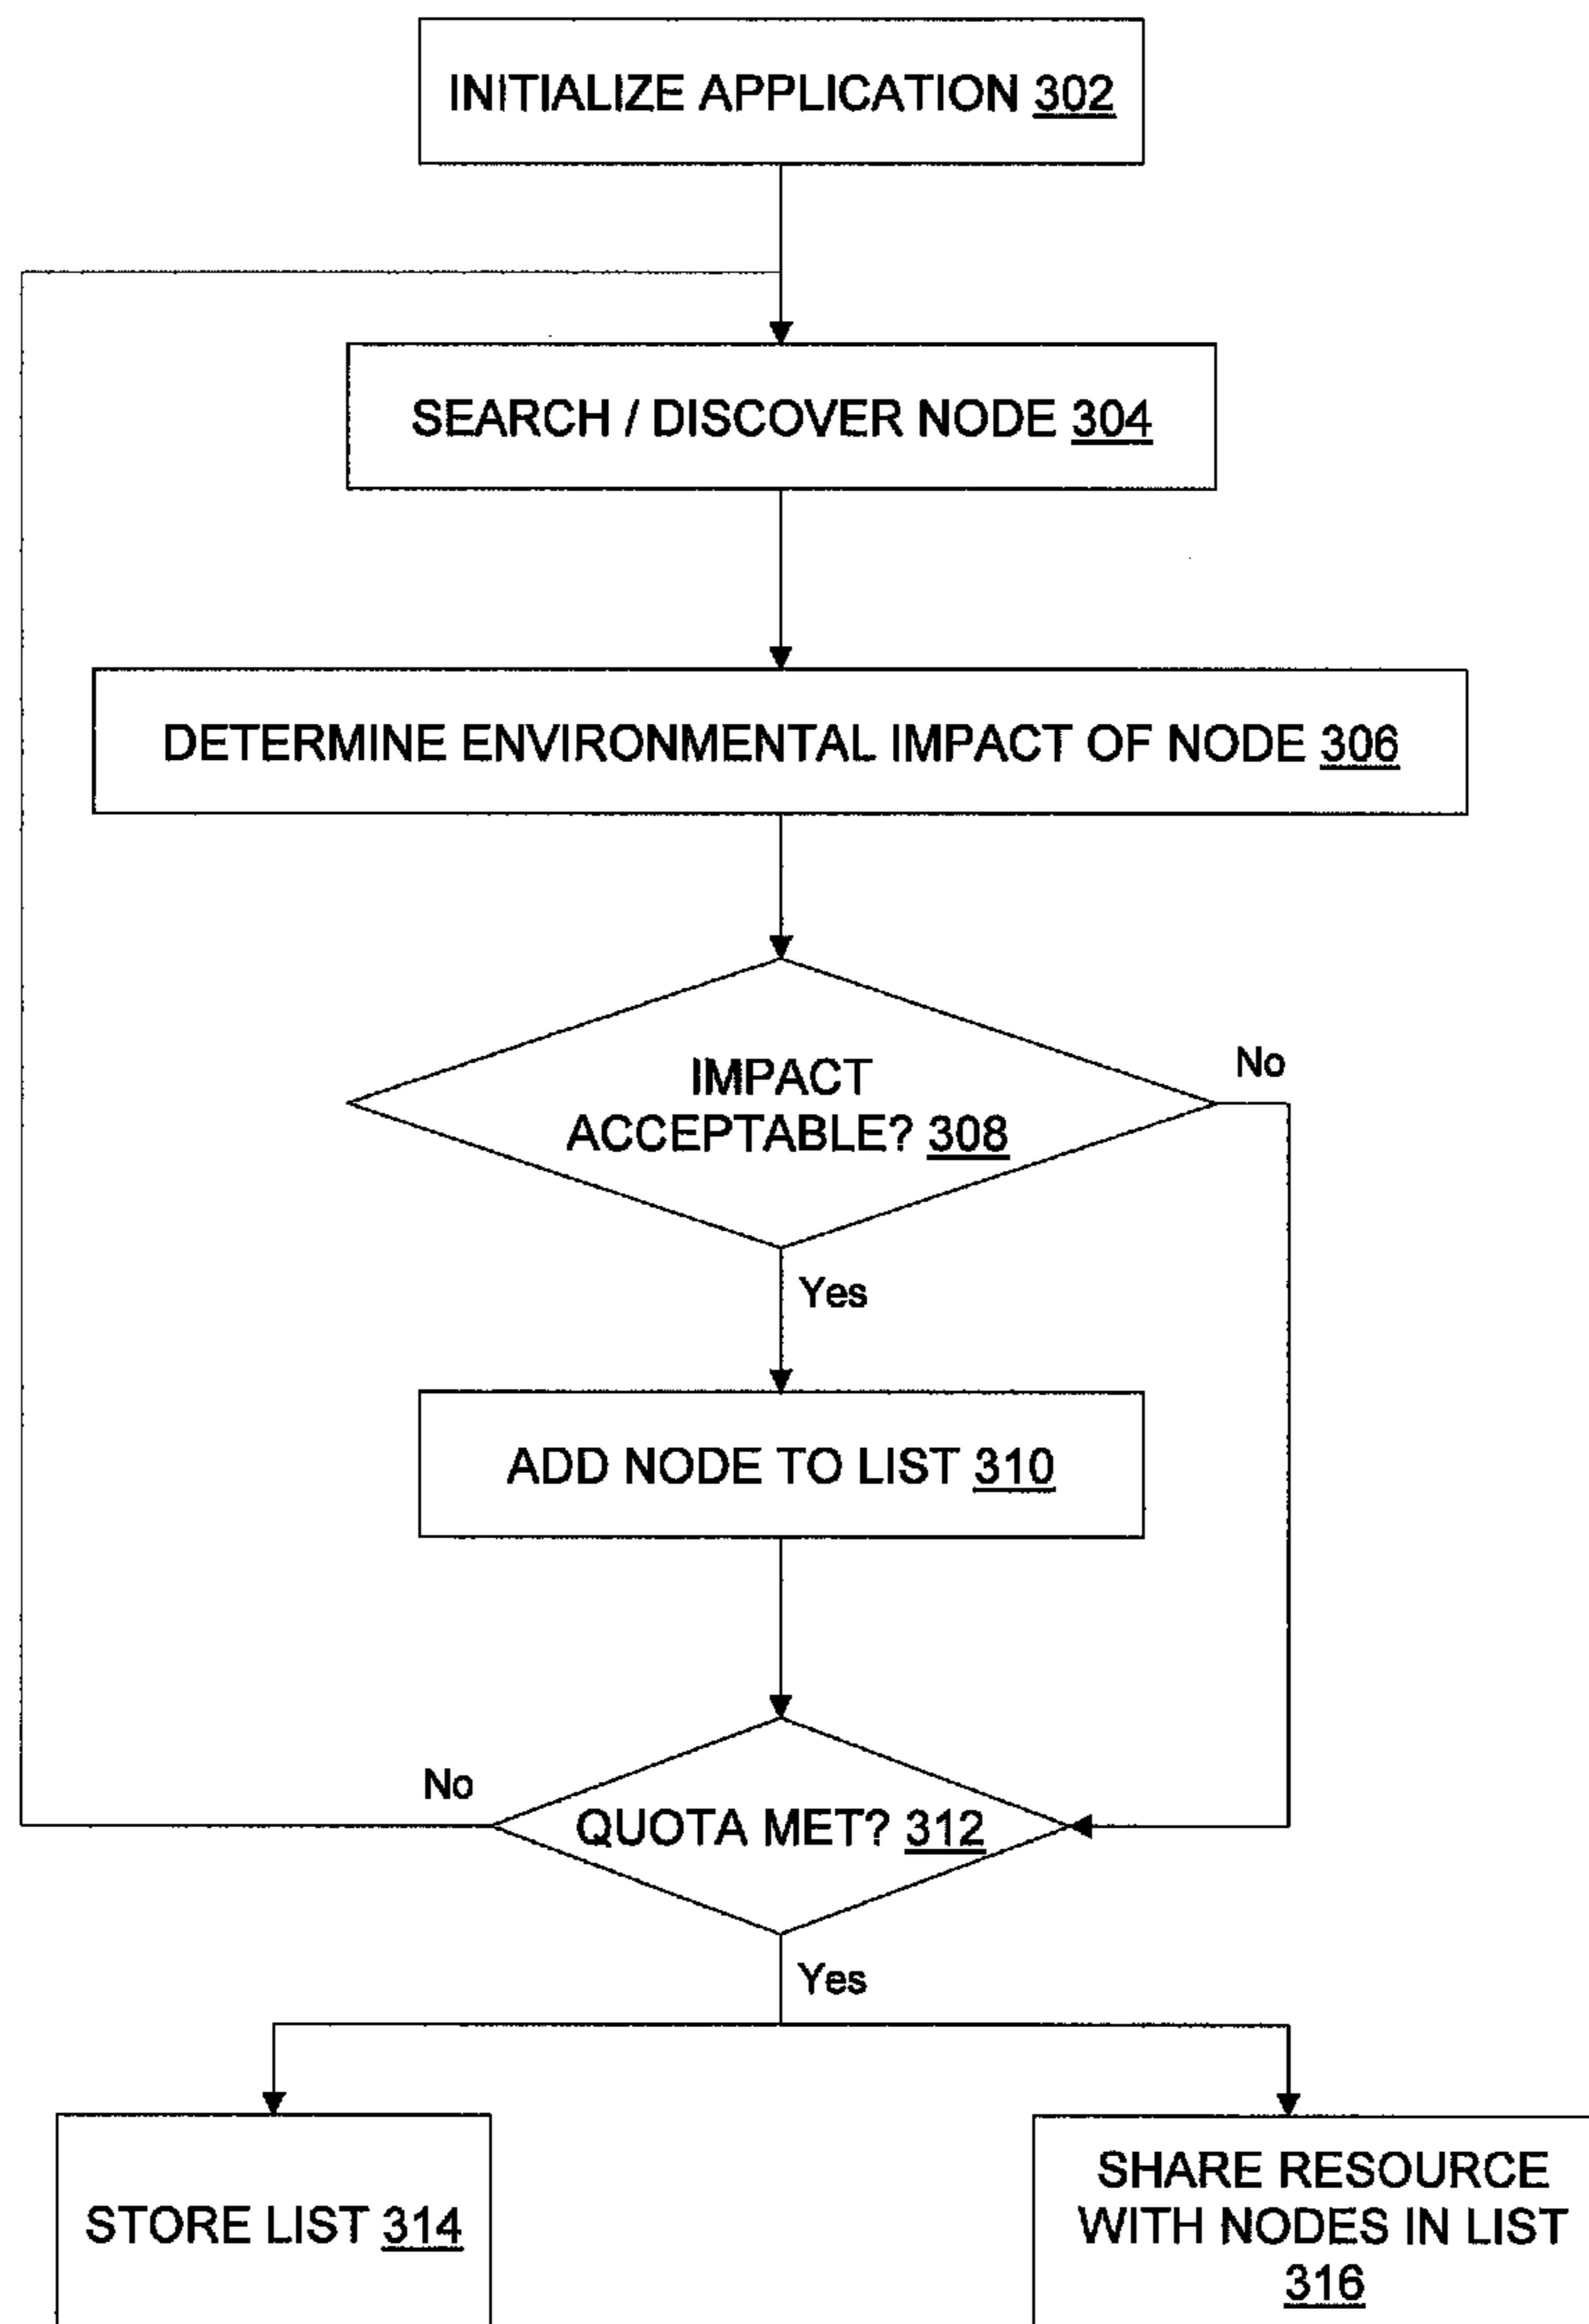 INITIALIZE APPLICATION 302
SEARCH / DISCOVER NODE 304
DETERMINE ENVIRONMENTAL IMPACT OF NODE 306
IMPACT
ACCEPTABLE? 308
No
Yes
ADD NODE TO LIST 310
No
QUOTA MET? 312
Yes
STORE LIST 314
SHARE RESOURCE
WITH NODES IN LIST
316